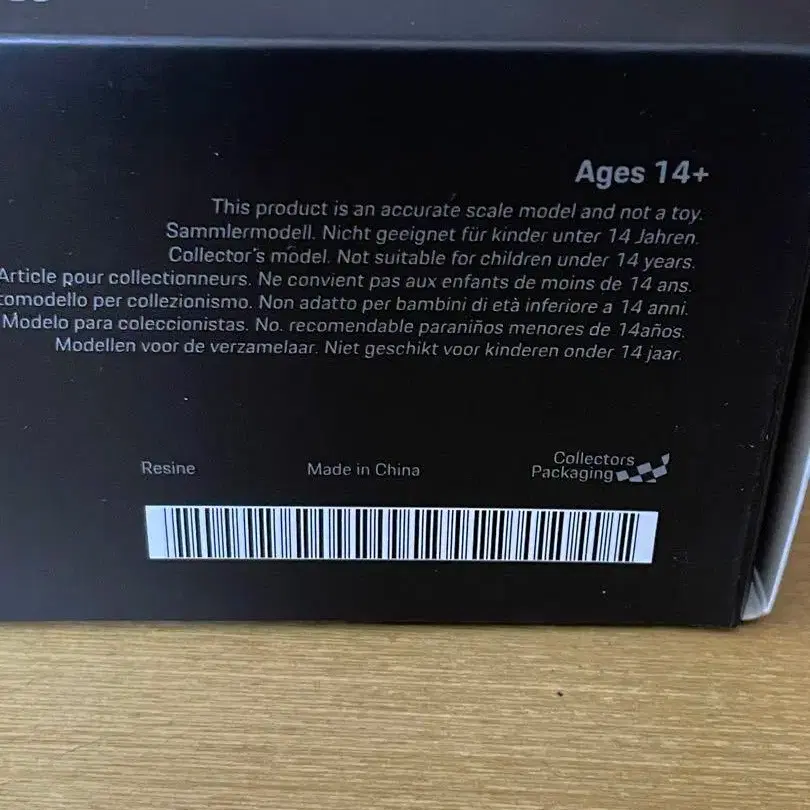 Ages 14+
This product is an accurate scale model and not a toy.
Sammlermodell. Nicht geeignet für kinder unter 14 Jahren.
Collector's model. Not suitable for children under 14 years.
Article pour collectionneurs. Ne convient pas aux enfants de moins de 14 ans.
tomodello per collezionismo. Non adatto per bambini di età inferiore a 14 anni.
Modelo para coleccionistas. No. recomendable paraniños menores de 14años.
Modellen voor de verzamelaar. Niet geschikt voor kinderen onder 14 jaar.
Resine
Made in China
Collectors
Packaging